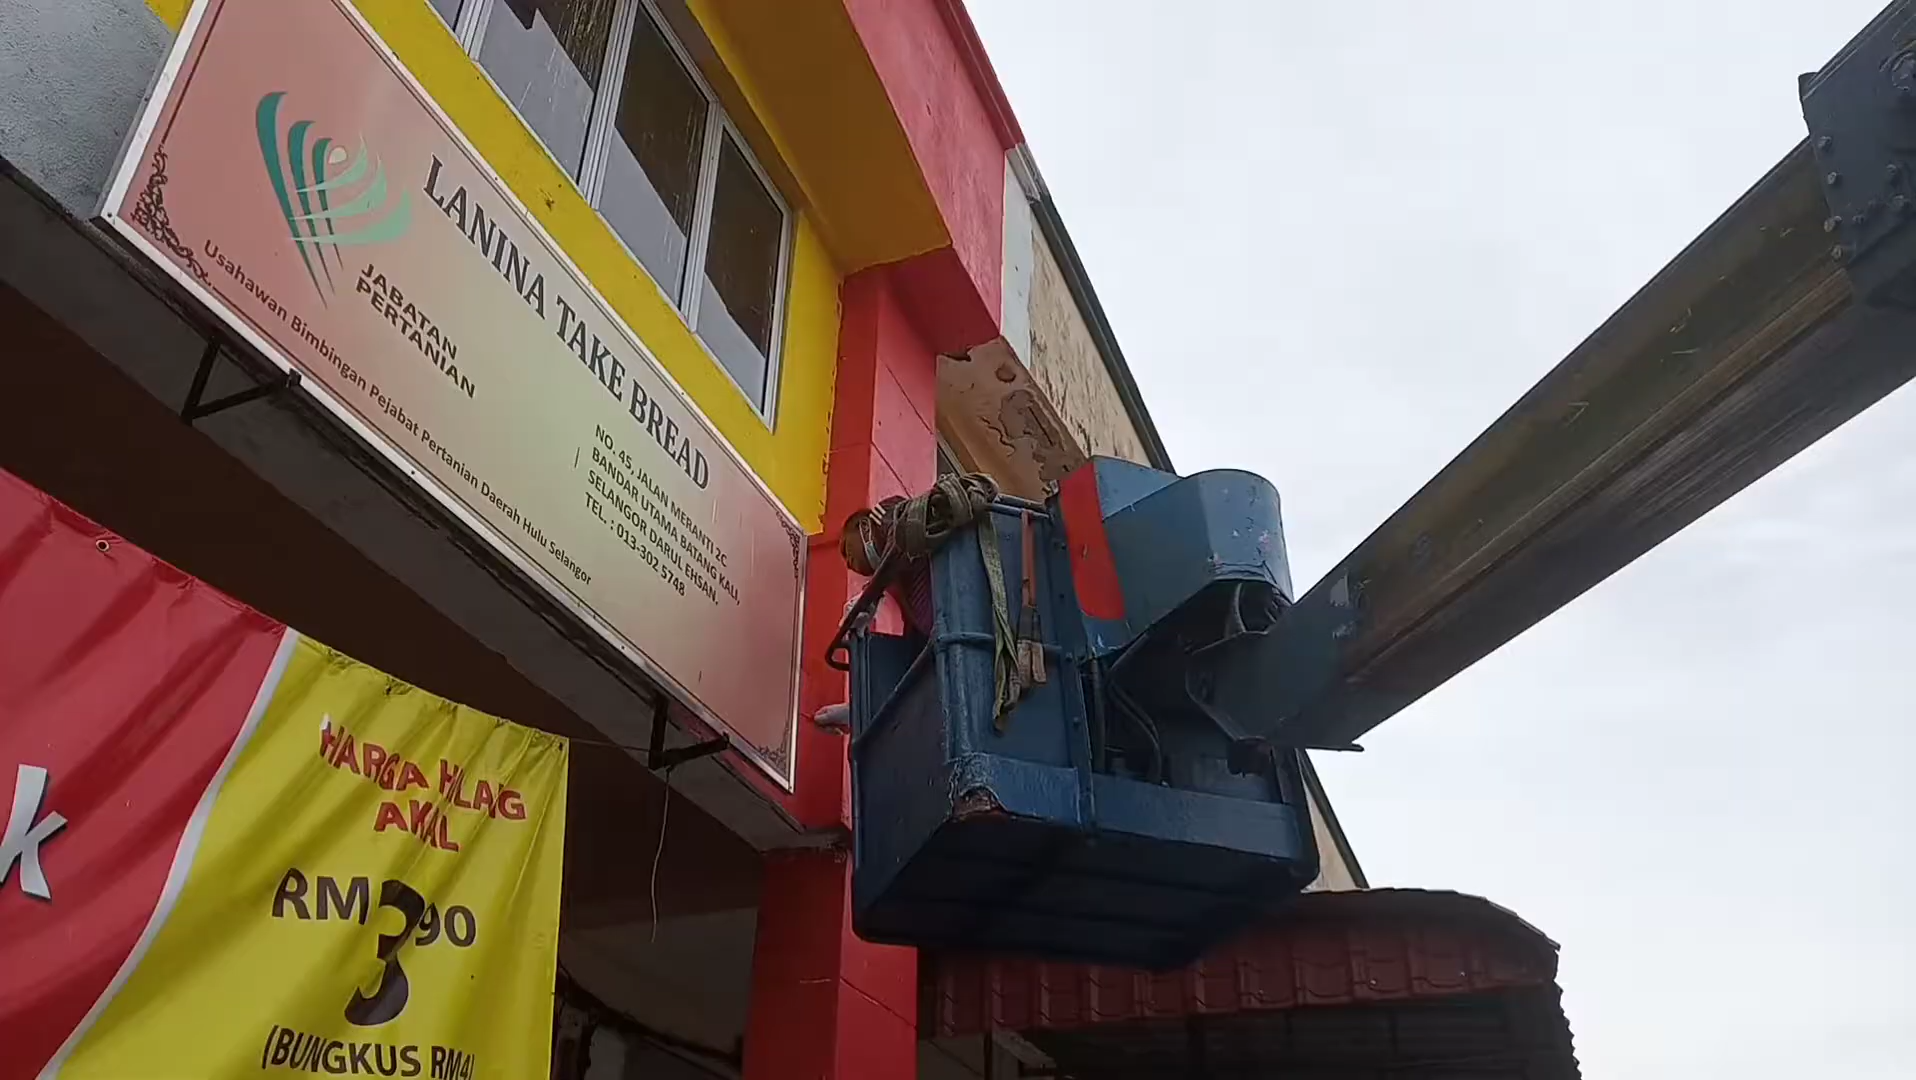 LANINA TAKE BREAD
JABATAN
PERTANIAN
NO. 45, JALAN MERANTI 2C
BANDAR UTAMA BATANG KALI,
SELANGOR DARUL EHSAN.
TEL. : 013-302 5748
Usahawan Bimbingan Pejabat Pertanian Daerah Hulu Selangor
k
HARGA HILANG
AKAL
RM3.90
(BUNGKUS RM4)